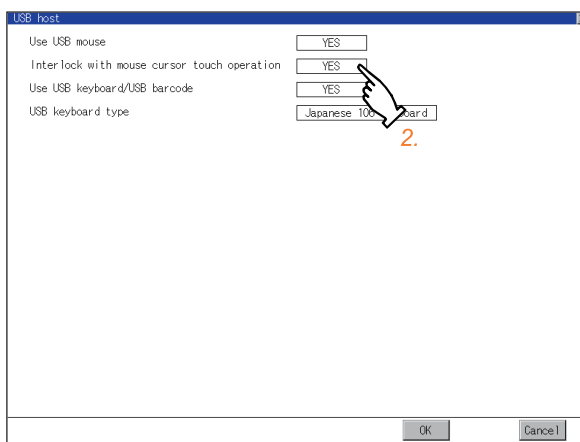 USB host
Use USB mouse YES
Interlock with mouse cursor touch operation YES
Use USB keyboard/USB barcode YES
USB keyboard type Japanese 106
2.
OK Cancel